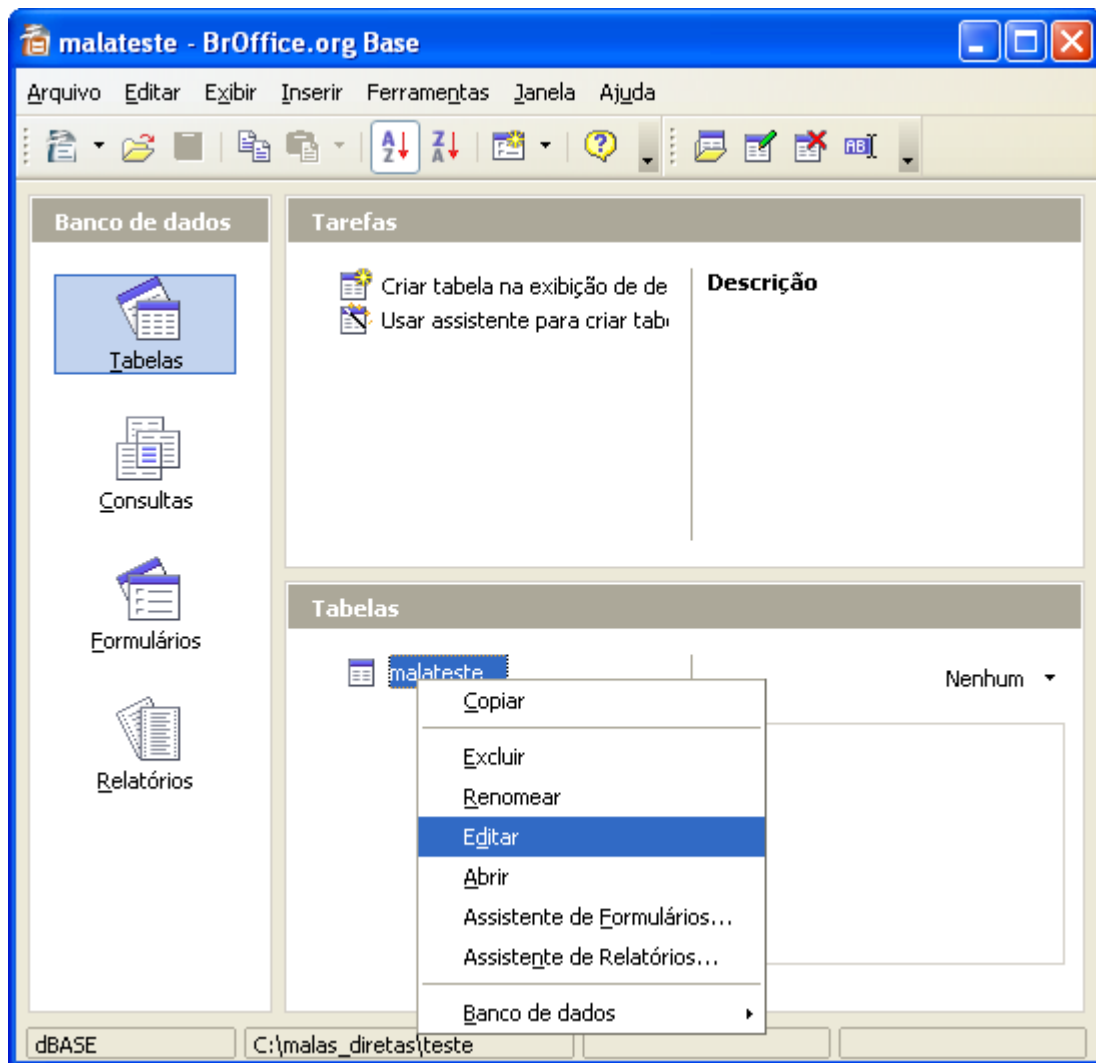 malateste - BrOffice.org Base
Arquivo Editar Exibir Inserir Ferramentas Janela Ajuda
Banco de dados
Tabelas
Consultas
Formulários
Relatórios
Tarefas
Criar tabela na exibição de de
Usar assistente para criar tab
Descrição
Tabelas
malateste
Nenhum
Copiar
Excluir
Renomear
Editar
Abrir
Assistente de Formulários...
Assistente de Relatórios...
Banco de dados
dBASE C:\malas_diretas\teste